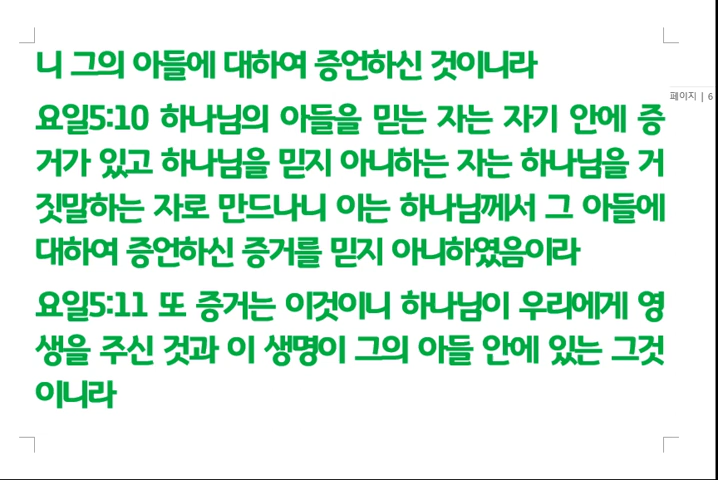 니 그의 아들에 대하여 증언하신 것이니라
페이지 | 6
요일5:10 하나님의 아들을 믿는 자는 자기 안에 증
거가 있고 하나님을 믿지 아니하는 자는 하나님을 거
짓말하는 자로 만드나니 이는 하나님께서 그 아들에
대하여 증언하신 증거를 믿지 아니하였음이라
요일5:11 또 증거는 이것이니 하나님이 우리에게 영
생을 주신 것과 이 생명이 그의 아들 안에 있는 그것
이니라